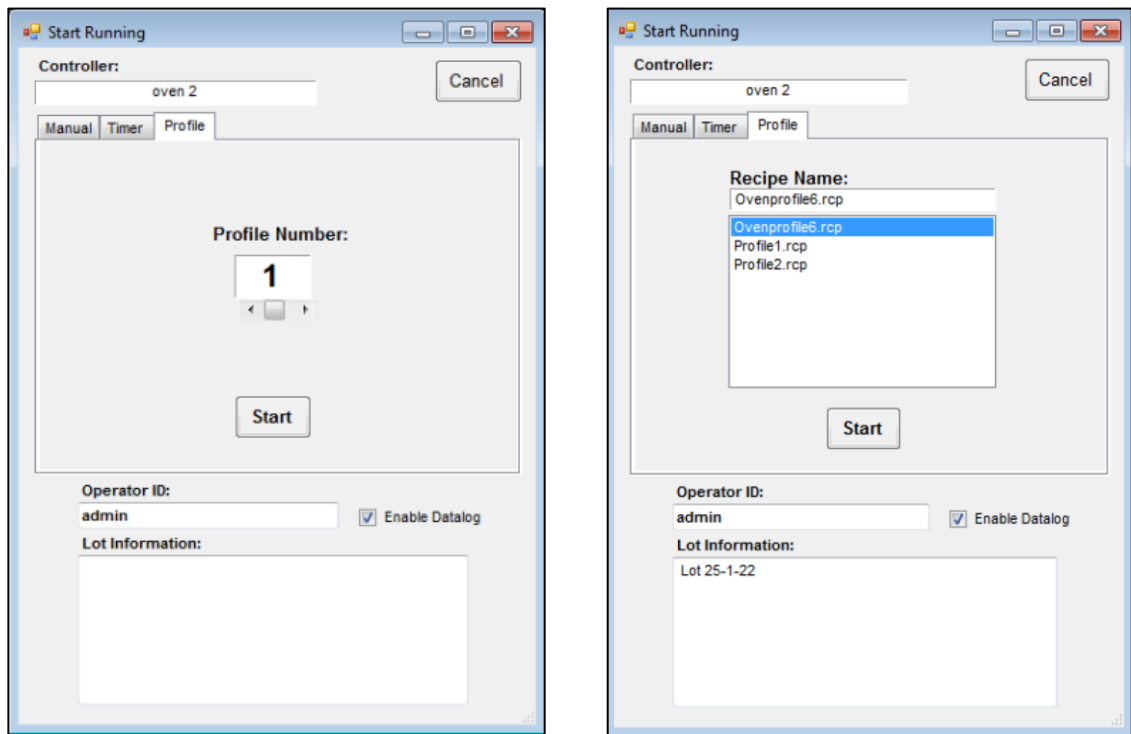 Start Running
Controller:
oven 2
Cancel
Manual Timer Profile
Profile Number:
1
Start
Operator ID:
admin
Enable Datalog
Lot Information:
Start Running
Controller:
oven 2
Cancel
Manual Timer Profile
Recipe Name:
Ovenprofile6.rcp
Ovenprofile6.rcp
Profile1.rcp
Profile2.rcp
Start
Operator ID:
admin
Enable Datalog
Lot Information:
Lot 25-1-22